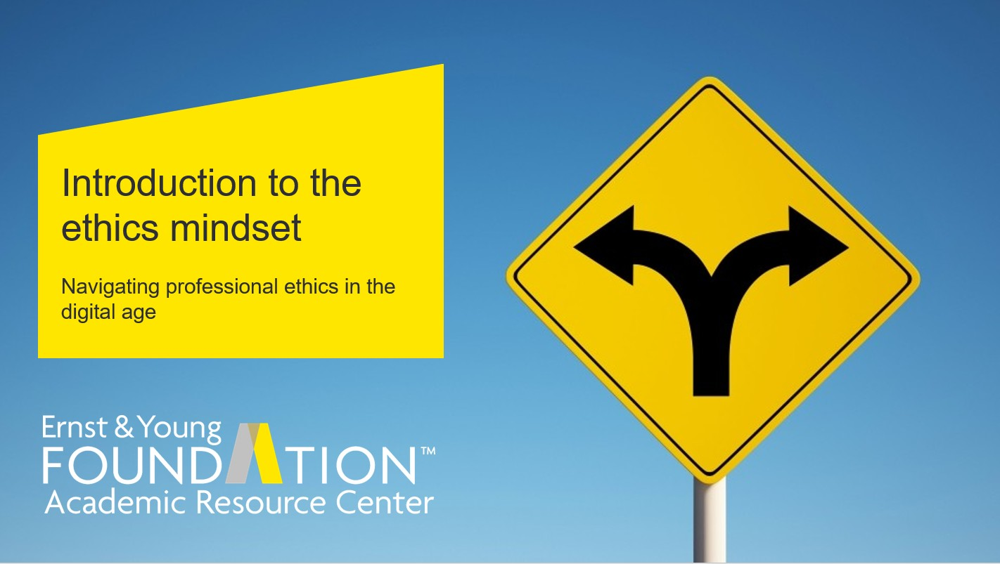 Introduction to the
ethics mindset
Navigating professional ethics in the
digital age
Ernst & Young
FOUNDATION™
Academic Resource Center